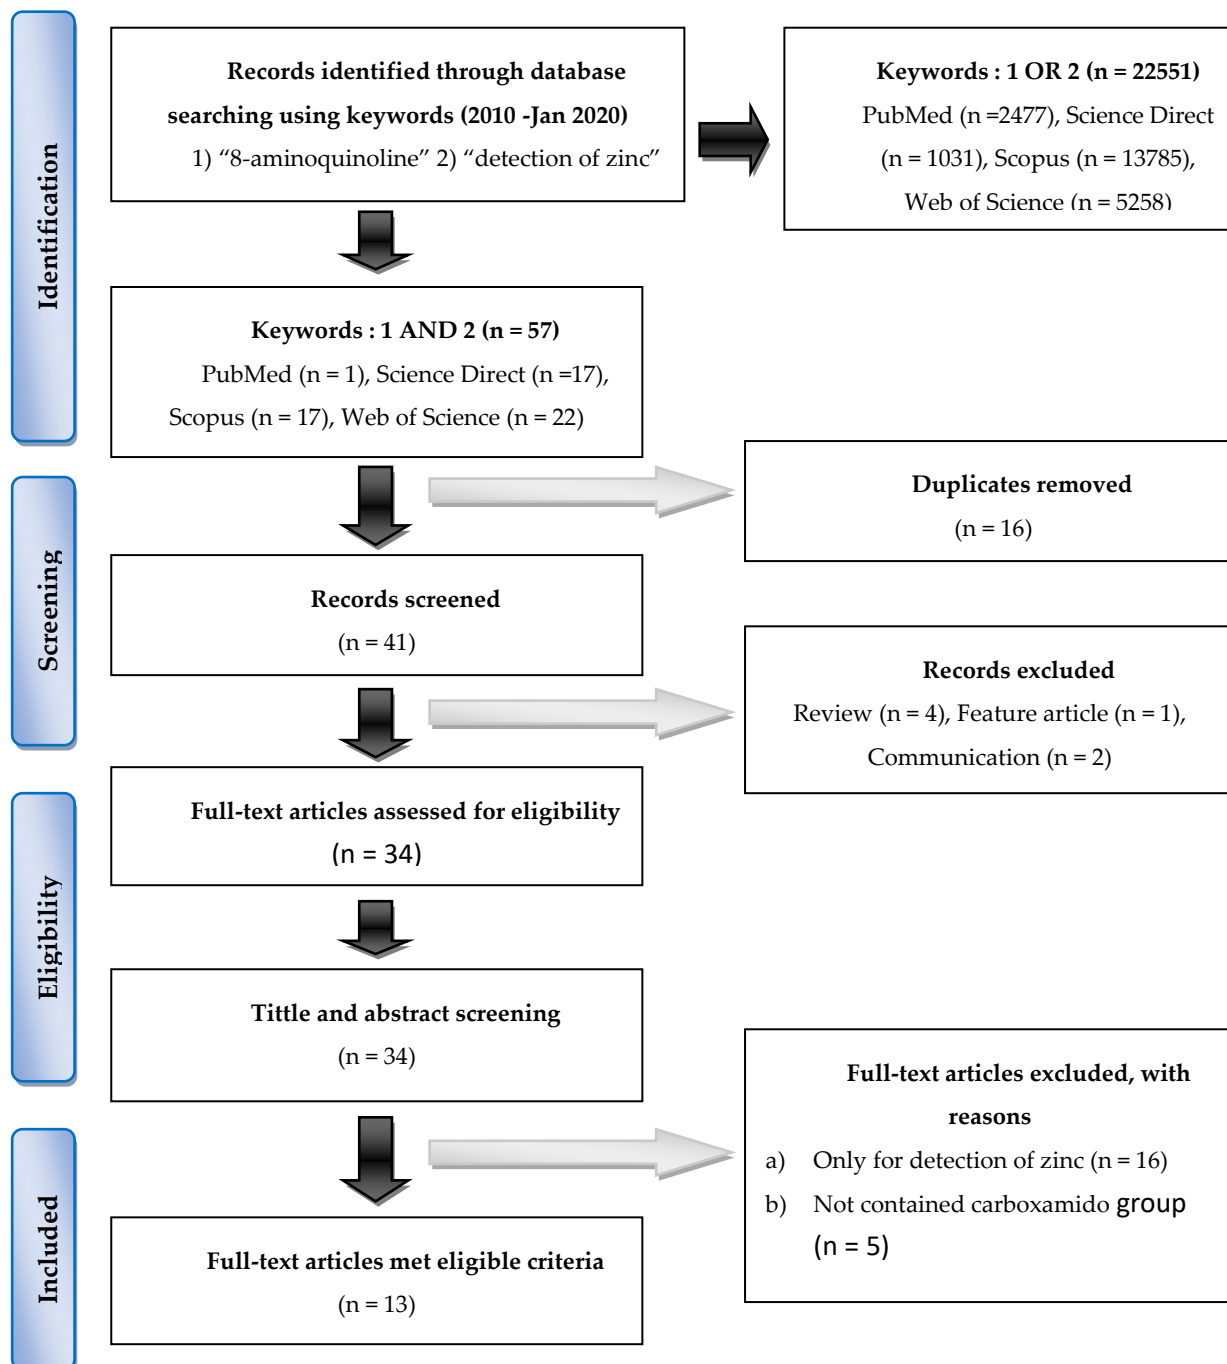 Identification
Records identified through database
searching using keywords (2010 -Jan 2020)
1) “8-aminoquinoline” 2) “detection of zinc”
Keywords : 1 OR 2 (n = 22551)
PubMed (n =2477), Science Direct
(n = 1031), Scopus (n = 13785),
Web of Science (n = 5258)
Keywords : 1 AND 2 (n = 57)
PubMed (n = 1), Science Direct (n =17),
Scopus (n = 17), Web of Science (n = 22)
Screening
Duplicates removed
(n = 16)
Records screened
(n = 41)
Records excluded
Review (n = 4), Feature article (n = 1),
Communication (n = 2)
Eligibility
Full-text articles assessed for eligibility
(n = 34)
Tittle and abstract screening
(n = 34)
Full-text articles excluded, with
reasons
a) Only for detection of zinc (n = 16)
b) Not contained carboxamido group
(n = 5)
Included
Full-text articles met eligible criteria
(n = 13)